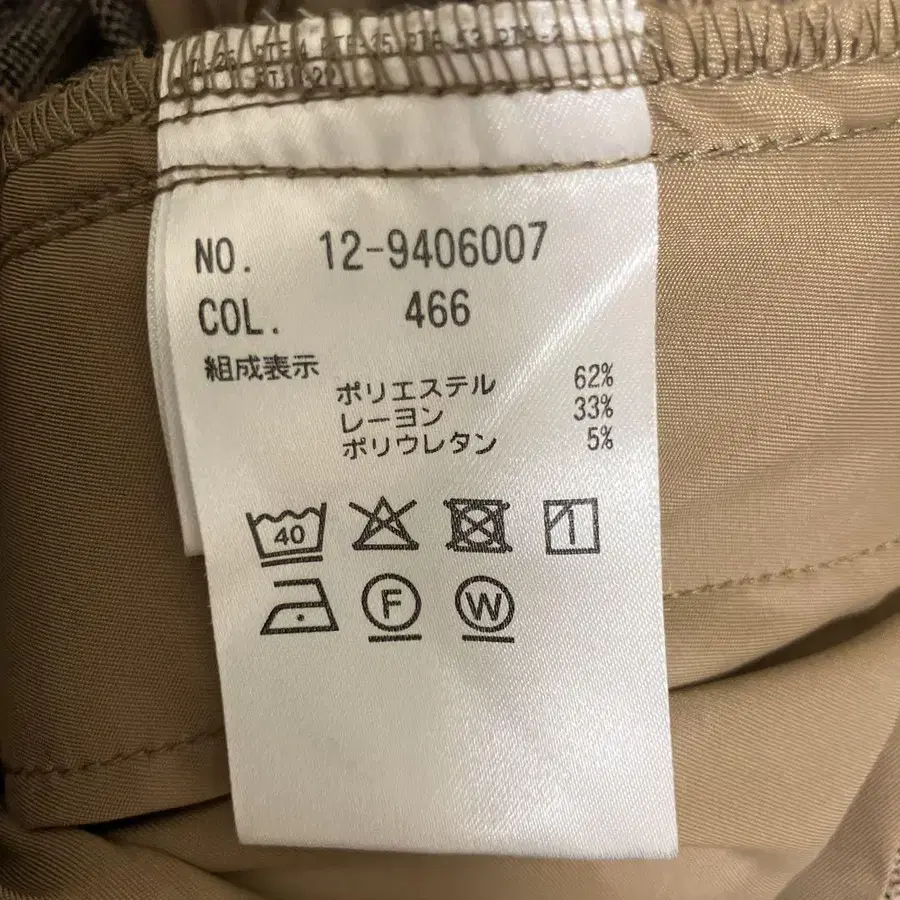 NO. 12-9406007
COL. 466
組成表示
ポリエステル 62%
レーヨン 33%
ポリウレタン 5%
40
F W